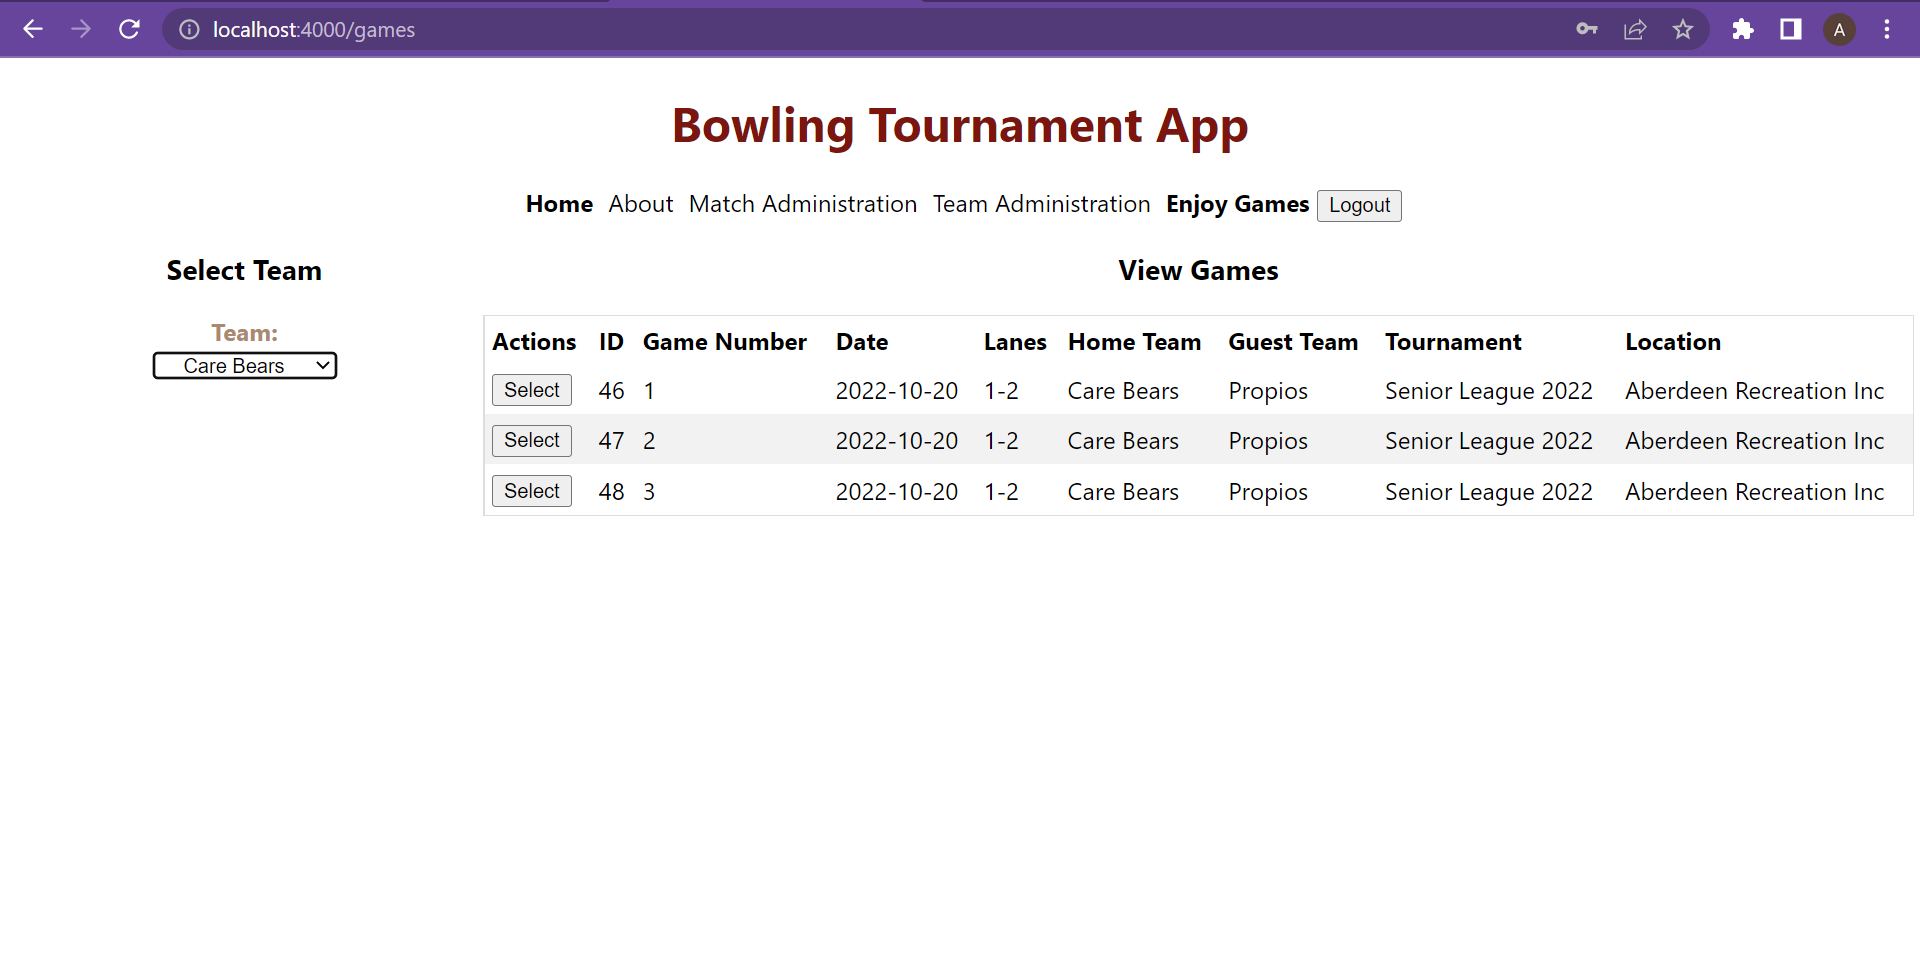 localhost:4000/games
A
Bowling Tournament App
Home About Match Administration Team Administration Enjoy Games Logout
Select Team
Team:
Care Bears
View Games
Actions ID Game Number Date Lanes Home Team Guest Team Tournament Location
Select 46 1 2022-10-20 1-2 Care Bears Propios Senior League 2022 Aberdeen Recreation Inc
Select 47 2 2022-10-20 1-2 Care Bears Propios Senior League 2022 Aberdeen Recreation Inc
Select 48 3 2022-10-20 1-2 Care Bears Propios Senior League 2022 Aberdeen Recreation Inc